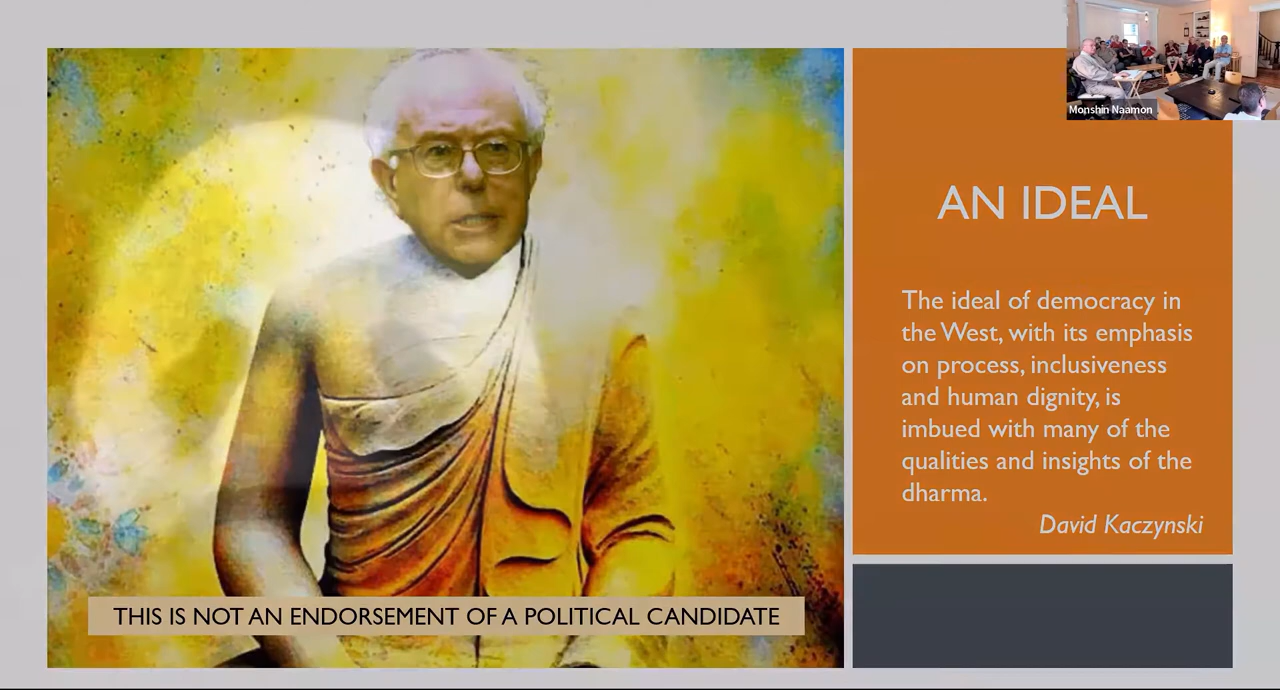 Monshin Naamon
AN IDEAL
The ideal of democracy in
the West, with its emphasis
on process, inclusiveness
and human dignity, is
imbued with many of the
qualities and insights of the
dharma.
David Kaczynski
THIS IS NOT AN ENDORSEMENT OF A POLITICAL CANDIDATE